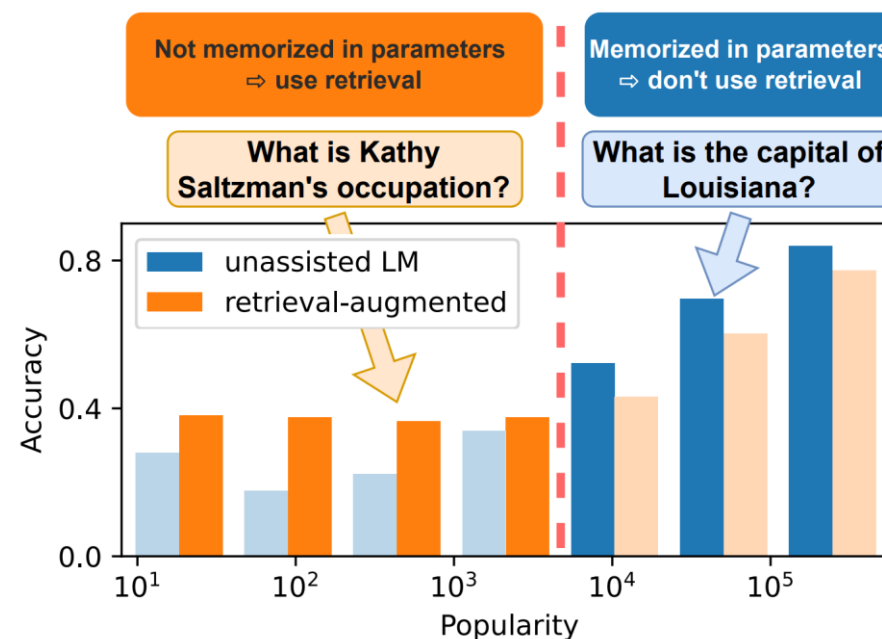 Not memorized in parameters
⇨ use retrieval
Memorized in parameters
⇨ don't use retrieval
What is Kathy
Saltzman's occupation?
What is the capital of
Louisiana?
unassisted LM
retrieval-augmented
Accuracy
0.8
0.4
0.0
10¹
10²
10³
10⁴
10⁵
Popularity